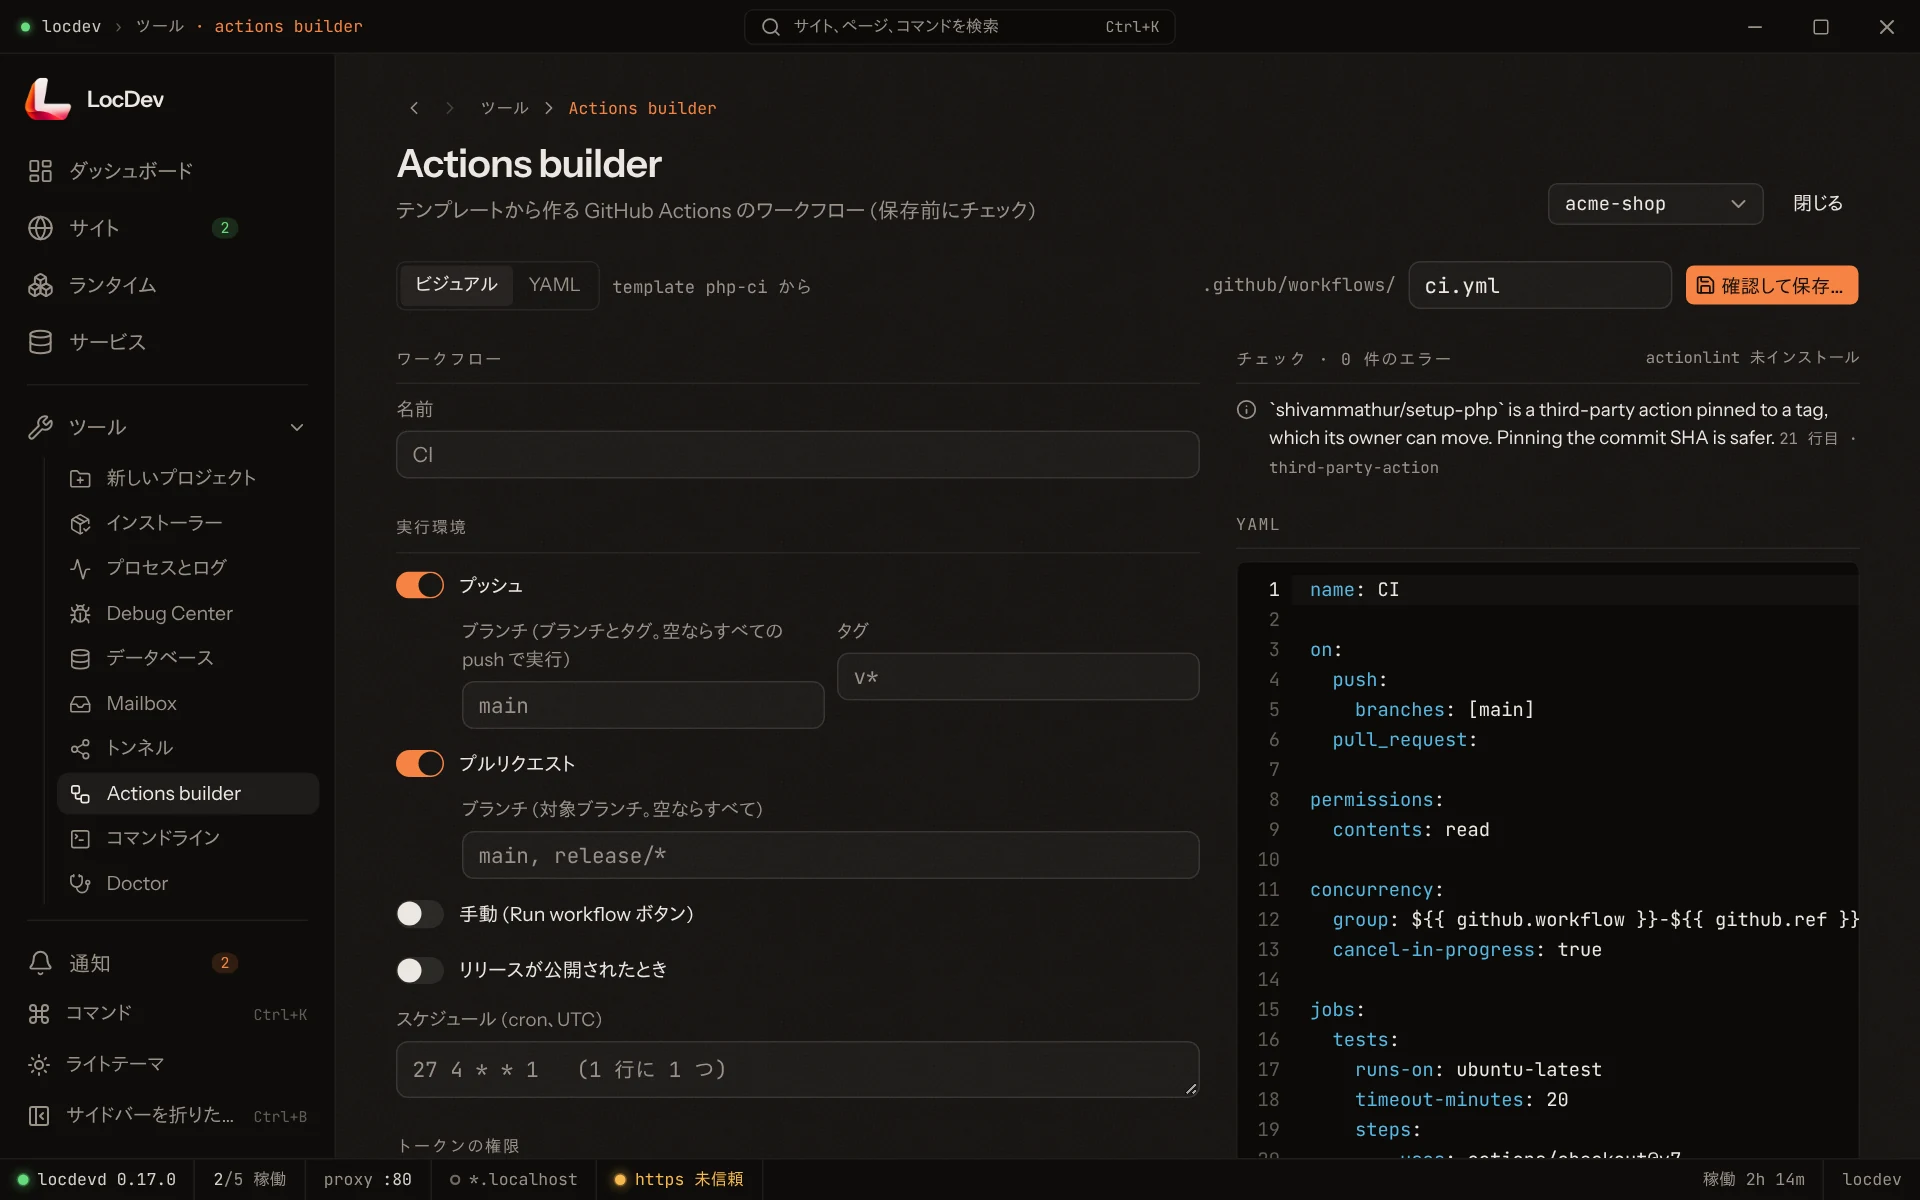 locdev › ツール · actions builder
サイト、ページ、コマンドを検索 Ctrl+K
LocDev
ダッシュボード
サイト 2
ランタイム
サービス
ツール
新しいプロジェクト
インストーラー
プロセスとログ
Debug Center
データベース
Mailbox
トンネル
Actions builder
コマンドライン
Doctor
通知 2
コマンド Ctrl+K
ライトテーマ
サイドバーを折りた… Ctrl+B
ツール > Actions builder
Actions builder
テンプレートから作る GitHub Actions のワークフロー (保存前にチェック)
acme-shop
閉じる
ビジュアル YAML template php-ci から
.github/workflows/ ci.yml
確認して保存…
ワークフロー
名前
CI
実行環境
プッシュ
ブランチ (ブランチとタグ。空ならすべての
push で実行)
main
タグ
v*
プルリクエスト
ブランチ (対象ブランチ。空ならすべて)
main, release/*
手動 (Run workflow ボタン)
リリースが公開されたとき
スケジュール (cron、UTC)
27 4 * * 1 (1 行に 1 つ)
トークンの権限
チェック · 0 件のエラー actionlint 未インストール
`shivammathur/setup-php` is a third-party action pinned to a tag,
which its owner can move. Pinning the commit SHA is safer. 21 行目 ·
third-party-action
YAML
1 name: CI
2
3 on:
4 push:
5 branches: [main]
6 pull_request:
7
8 permissions:
9 contents: read
10
11 concurrency:
12 group: ${{ github.workflow }}-${{ github.ref }}
13 cancel-in-progress: true
14
15 jobs:
16 tests:
17 runs-on: ubuntu-latest
18 timeout-minutes: 20
19 steps:
20 - uses: actions/checkout@v7
locdevd 0.17.0 2/5 稼働 proxy :80 *.localhost https 未信頼
稼働 2h 14m locdev